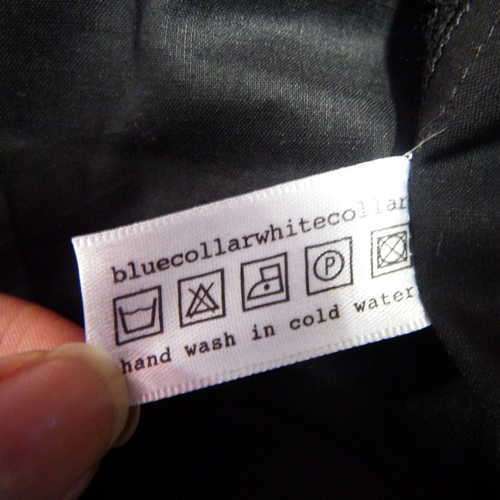 bluecollarwhitecollar
P
hand wash in cold water